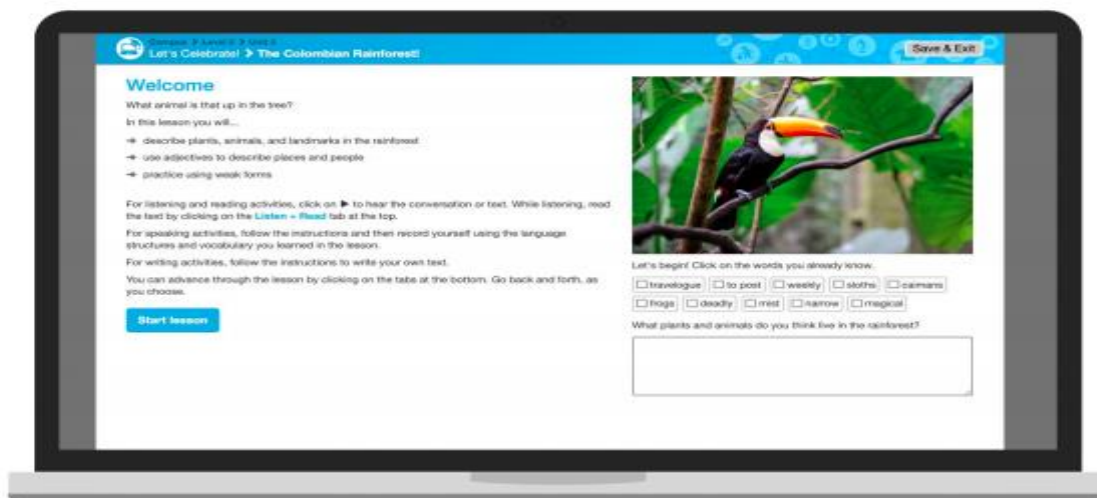 Campus > Level 2 > Unit 2
Let's Celebrate! > The Colombian Rainforest!
Save & Exit
Welcome
What animal is that up in the tree?
In this lesson you will...
→ describe plants, animals, and landmarks in the rainforest
→ use adjectives to describe places and people
→ practice using weak forms
For listening and reading activities, click on ▶ to hear the conversation or text. While listening, read
the text by clicking on the Listen + Read tab at the top.
For speaking activities, follow the instructions and then record yourself using the language
structures and vocabulary you learned in the lesson.
For writing activities, follow the instructions to write your own text.
You can advance through the lesson by clicking on the tabs at the bottom. Go back and forth, as
you choose.
Start lesson
Let's begin! Click on the words you already know.
travelogue to post weekly sloths caimans
frogs deadly mist narrow magical
What plants and animals do you think live in the rainforest?